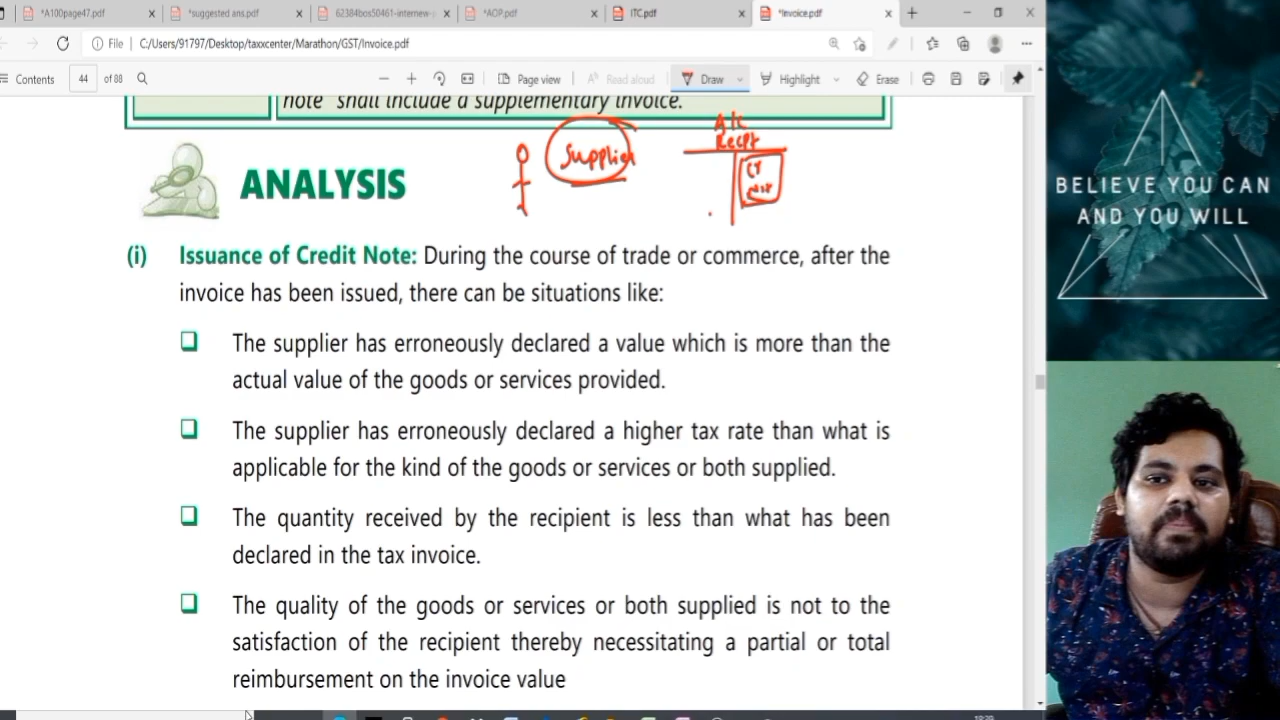 *A100page47.pdf
*suggested ans.pdf
62384bos50461-internew-p
*AOP.pdf
ITC.pdf
*Invoice.pdf
File
C:/Users/91797/Desktop/taxxcenter/Marathon/GST/Invoice.pdf
Contents
44
of 88
Page view
Read aloud
Draw
Highlight
Erase
note" shall include a supplementary invoice.
Supplier
A/C
Recpt
ANALYSIS
(i) Issuance of Credit Note: During the course of trade or commerce, after the
invoice has been issued, there can be situations like:
The supplier has erroneously declared a value which is more than the
actual value of the goods or services provided.
The supplier has erroneously declared a higher tax rate than what is
applicable for the kind of the goods or services or both supplied.
The quantity received by the recipient is less than what has been
declared in the tax invoice.
The quality of the goods or services or both supplied is not to the
satisfaction of the recipient thereby necessitating a partial or total
reimbursement on the invoice value
BELIEVE YOU CAN
AND YOU WILL